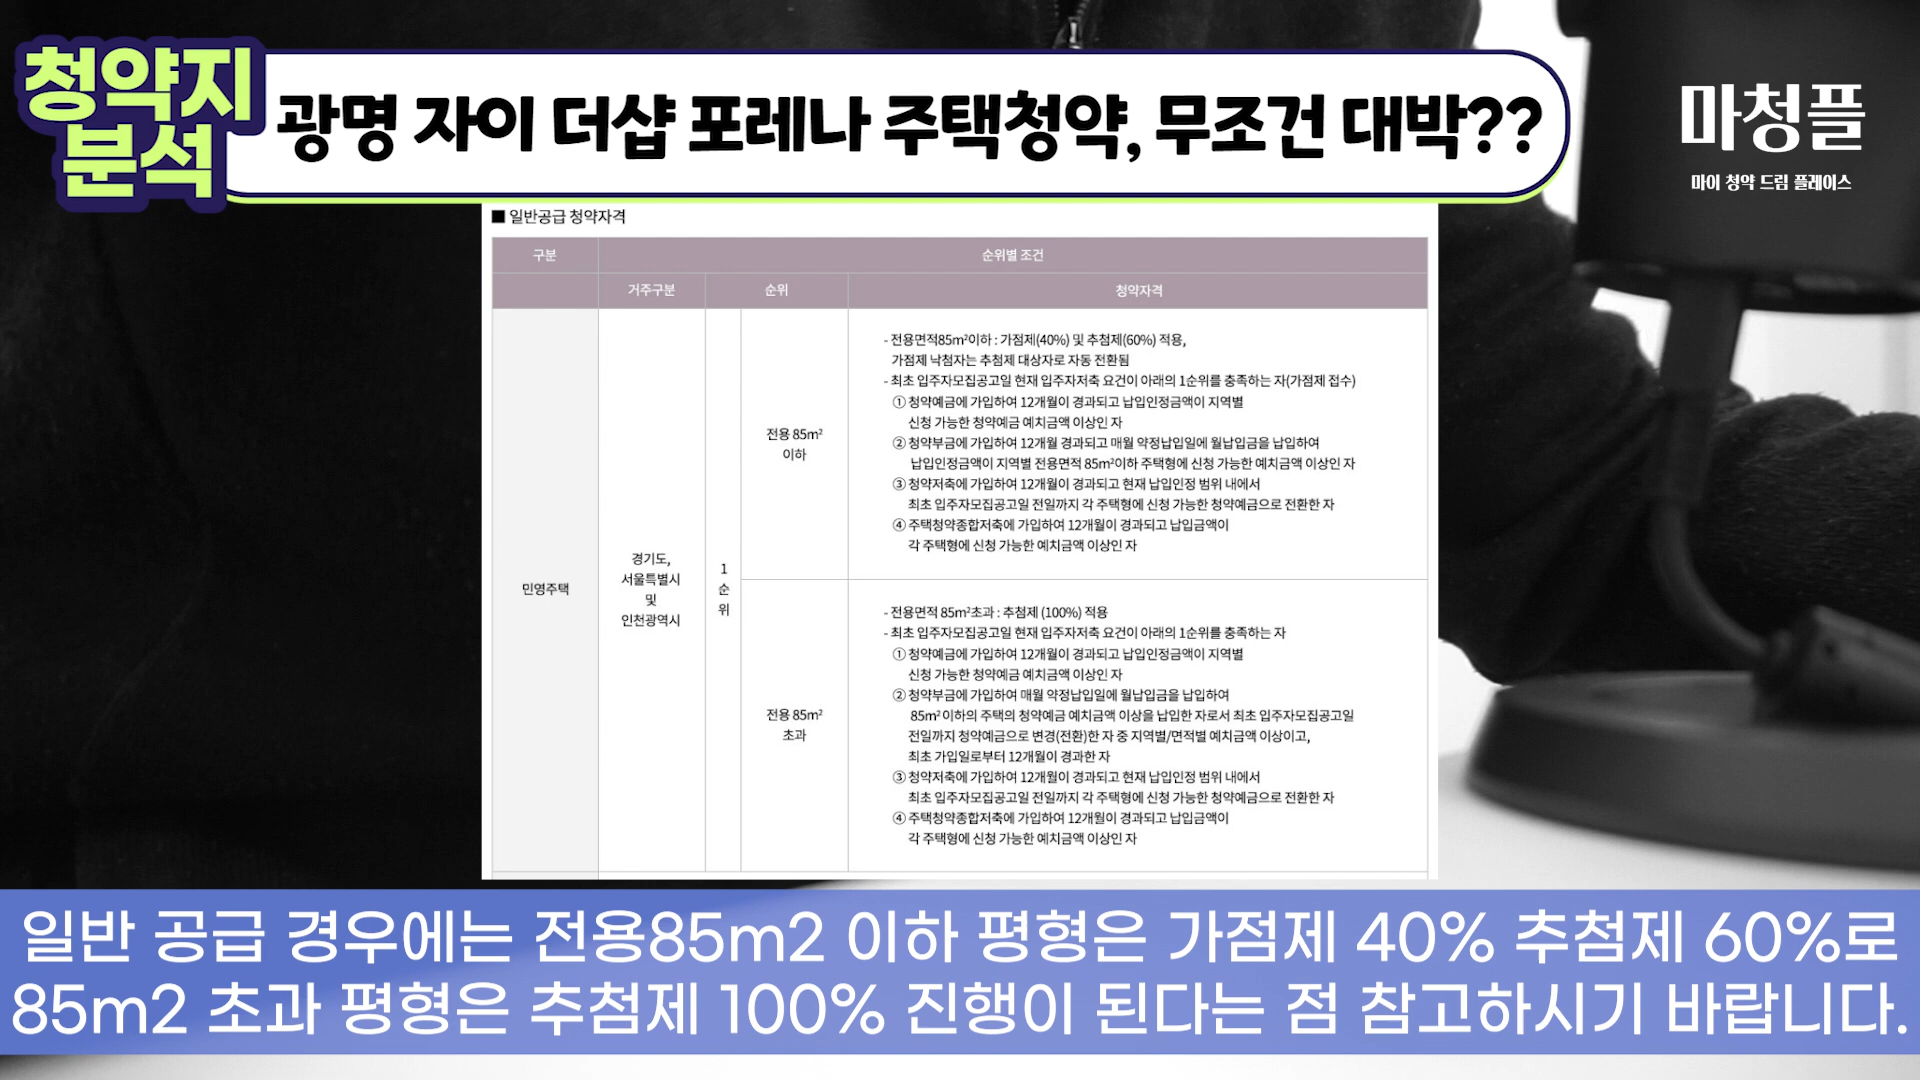 청약지
분석
광명 자이 더샵 포레나 주택청약, 무조건 대박??
마청플
마이 청약 드림 플레이스
■ 일반공급 청약자격
구분
순위별 조건
거주구분
순위
청약자격
민영주택
경기도,
서울특별시
및
인천광역시
1
순
위
전용 85m²
이하
- 전용면적85m²이하 : 가점제(40%) 및 추첨제(60%) 적용,
가점제 낙첨자는 추첨제 대상자로 자동 전환됨
- 최초 입주자모집공고일 현재 입주자저축 요건이 아래의 1순위를 충족하는 자(가점제 접수)
① 청약예금에 가입하여 12개월이 경과되고 납입인정금액이 지역별
신청 가능한 청약예금 예치금액 이상인 자
② 청약부금에 가입하여 12개월 경과되고 매월 약정납입일에 월납입금을 납입하여
납입인정금액이 지역별 전용면적 85m²이하 주택형에 신청 가능한 예치금액 이상인 자
③ 청약저축에 가입하여 12개월이 경과되고 현재 납입인정 범위 내에서
최초 입주자모집공고일 전일까지 각 주택형에 신청 가능한 청약예금으로 전환한 자
④ 주택청약종합저축에 가입하여 12개월이 경과되고 납입금액이
각 주택형에 신청 가능한 예치금액 이상인 자
전용 85m²
초과
- 전용면적 85m²초과 : 추첨제 (100%) 적용
- 최초 입주자모집공고일 현재 입주자저축 요건이 아래의 1순위를 충족하는 자
① 청약예금에 가입하여 12개월이 경과되고 납입인정금액이 지역별
신청 가능한 청약예금 예치금액 이상인 자
② 청약부금에 가입하여 매월 약정납입일에 월납입금을 납입하여
85m² 이하의 주택의 청약예금 예치금액 이상을 납입한 자로서 최초 입주자모집공고일
전일까지 청약예금으로 변경(전환)한 자 중 지역별/면적별 예치금액 이상이고,
최초 가입일로부터 12개월이 경과한 자
③ 청약저축에 가입하여 12개월이 경과되고 현재 납입인정 범위 내에서
최초 입주자모집공고일 전일까지 각 주택형에 신청 가능한 청약예금으로 전환한 자
④ 주택청약종합저축에 가입하여 12개월이 경과되고 납입금액이
각 주택형에 신청 가능한 예치금액 이상인 자
일반 공급 경우에는 전용85m2 이하 평형은 가점제 40% 추첨제 60%로
85m2 초과 평형은 추첨제 100% 진행이 된다는 점 참고하시기 바랍니다.